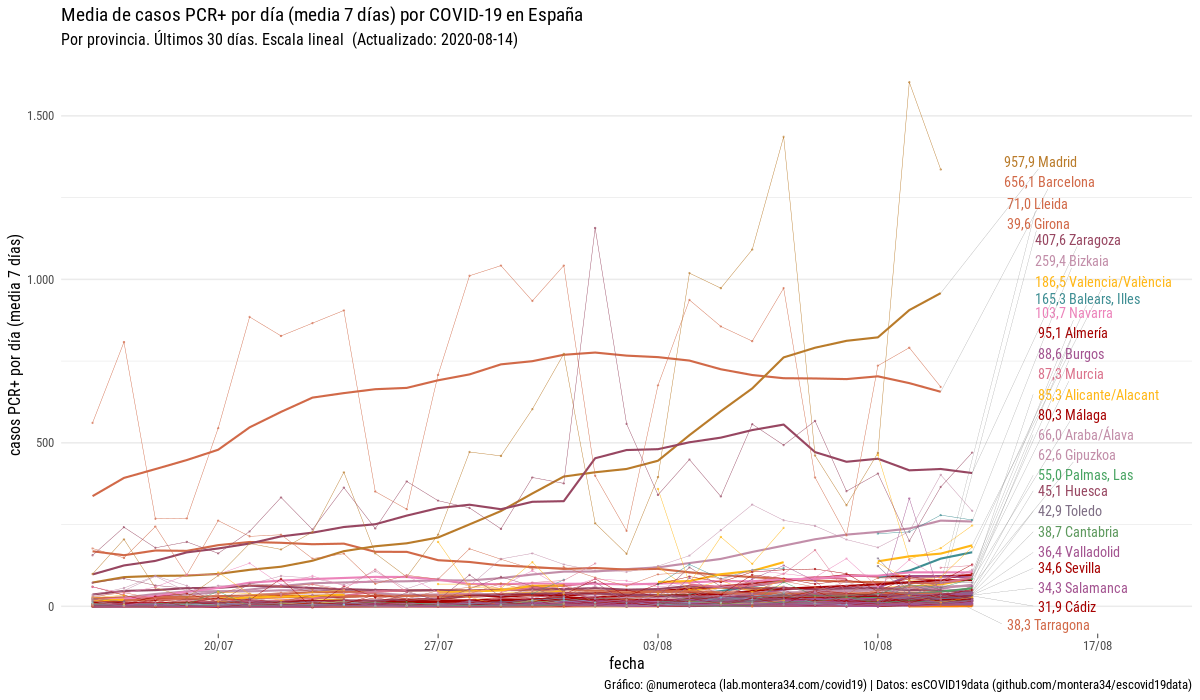 Media de casos PCR+ por día (media 7 días) por COVID-19 en España
Por provincia. Últimos 30 días. Escala lineal (Actualizado: 2020-08-14)
casos PCR+ por día (media 7 días)
1.500
1.000
500
0
957,9 Madrid
656,1 Barcelona
71,0 Lleida
39,6 Girona
407,6 Zaragoza
259,4 Bizkaia
186,5 Valencia/València
165,3 Balears, Illes
103,7 Navarra
95,1 Almería
88,6 Burgos
87,3 Murcia
85,3 Alicante/Alacant
80,3 Málaga
66,0 Araba/Álava
62,6 Gipuzkoa
55,0 Palmas, Las
45,1 Huesca
42,9 Toledo
38,7 Cantabria
36,4 Valladolid
34,6 Sevilla
34,3 Salamanca
31,9 Cádiz
38,3 Tarragona
20/07
27/07
03/08
10/08
17/08
fecha
Gráfico: @numeroteca (lab.montera34.com/covid19) | Datos: esCOVID19data (github.com/montera34/escovid19data)